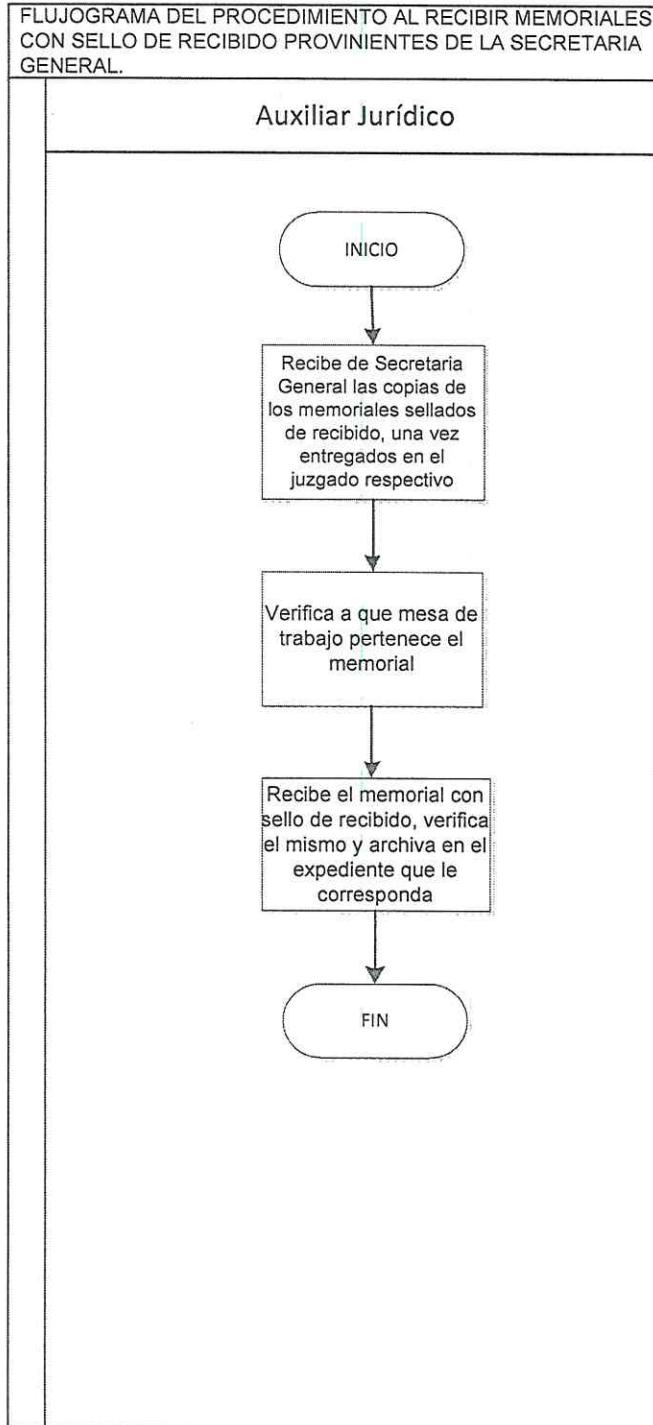 FLUJOGRAMA DEL PROCEDIMIENTO AL RECIBIR MEMORIALES
CON SELLO DE RECIBIDO PROVINIENTES DE LA SECRETARIA
GENERAL.
Auxiliar Jurídico
INICIO
Recibe de Secretaria
General las copias de
los memoriales sellados
de recibido, una vez
entregados en el
juzgado respectivo
Verifica a que mesa de
trabajo pertenece el
memorial
Recibe el memorial con
sello de recibido, verifica
el mismo y archiva en el
expediente que le
corresponda
FIN